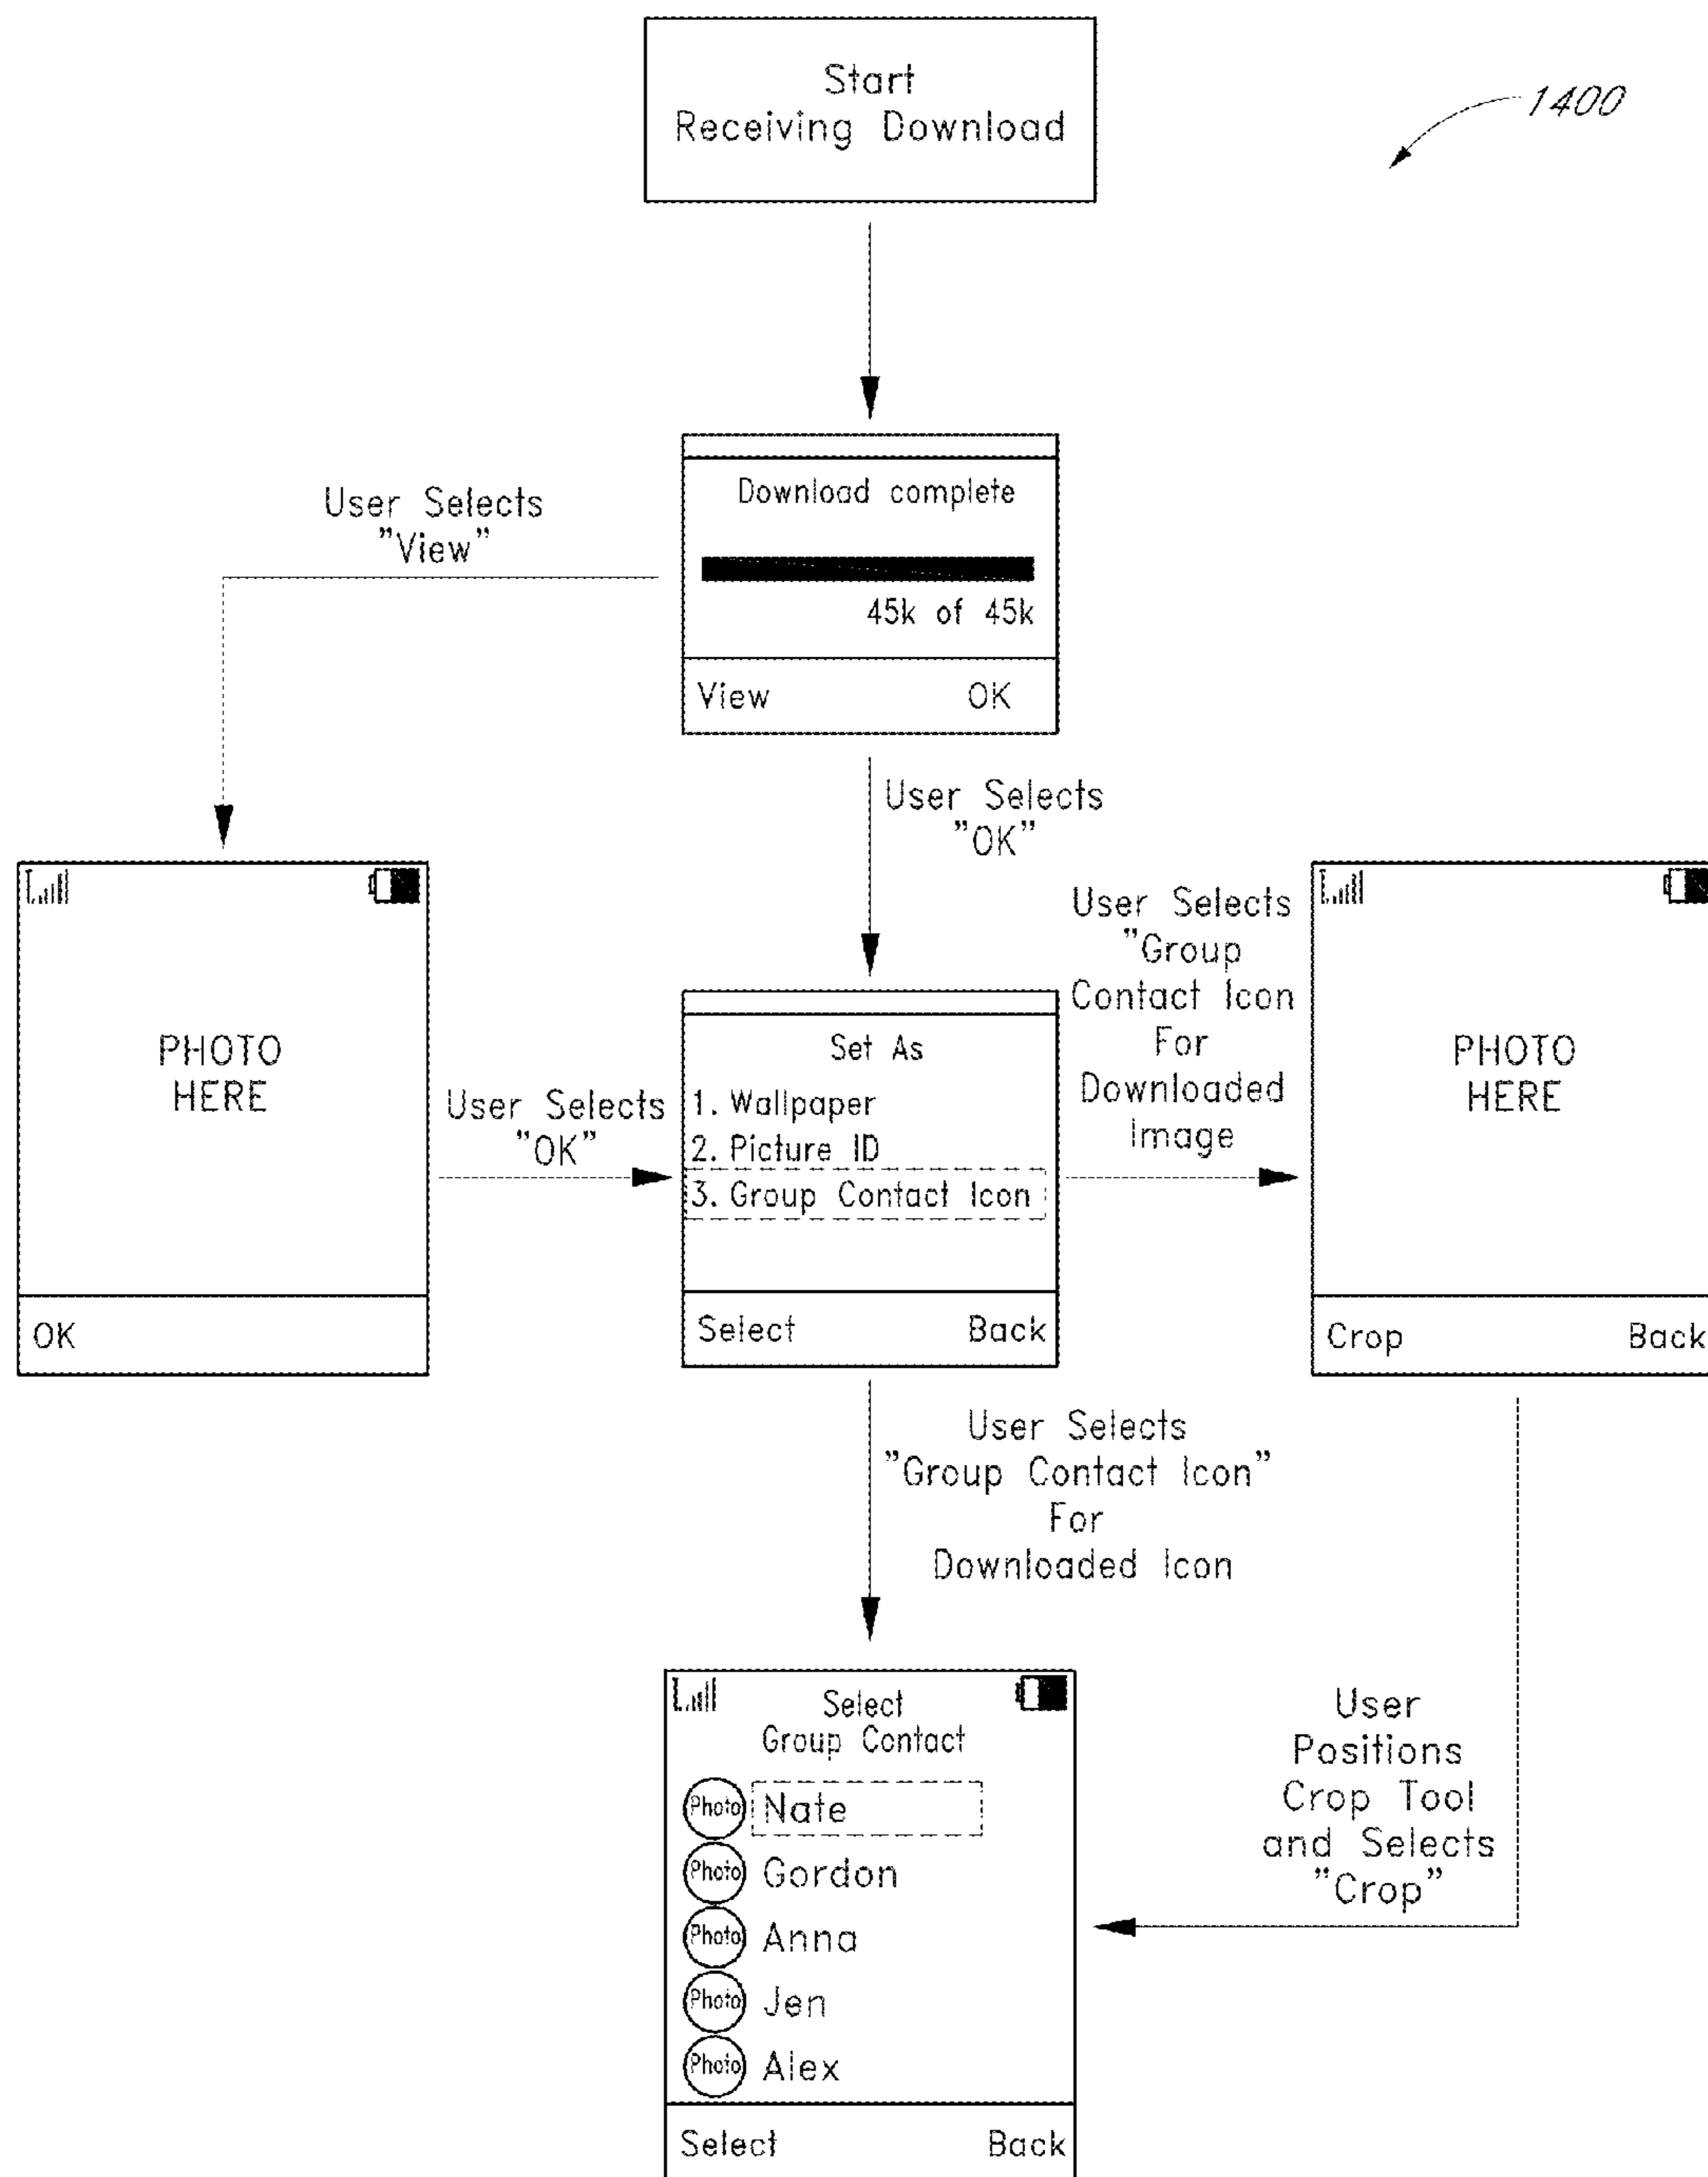 Start
Receiving Download
1400
User Selects
"View"
Download complete
45k of 45k
View OK
User Selects
"OK"
PHOTO
HERE
OK
User Selects
"OK"
Set As
1. Wallpaper
2. Picture ID
3. Group Contact Icon
Select Back
User Selects
"Group
Contact Icon
For
Downloaded
Image
PHOTO
HERE
Crop Back
User Selects
"Group Contact Icon"
For
Downloaded Icon
User
Positions
Crop Tool
and Selects
"Crop"
Select
Group Contact
Photo Nate
Photo Gordon
Photo Anna
Photo Jen
Photo Alex
Select Back